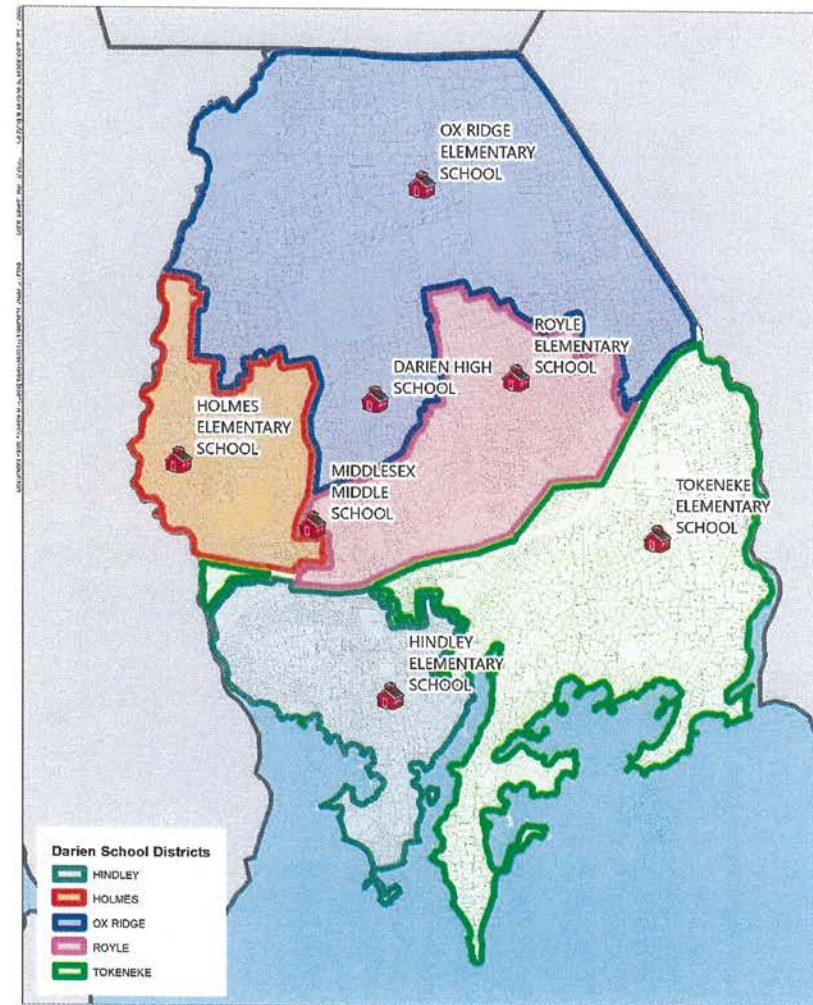 OX RIDGE
ELEMENTARY
SCHOOL
ROYLE
ELEMENTARY
SCHOOL
DARIEN HIGH
SCHOOL
HOLMES
ELEMENTARY
SCHOOL
MIDDLESEX
MIDDLE
SCHOOL
TOKENEKE
ELEMENTARY
SCHOOL
HINDLEY
ELEMENTARY
SCHOOL
Darien School Districts
HINDLEY
HOLMES
OX RIDGE
ROYLE
TOKENEKE